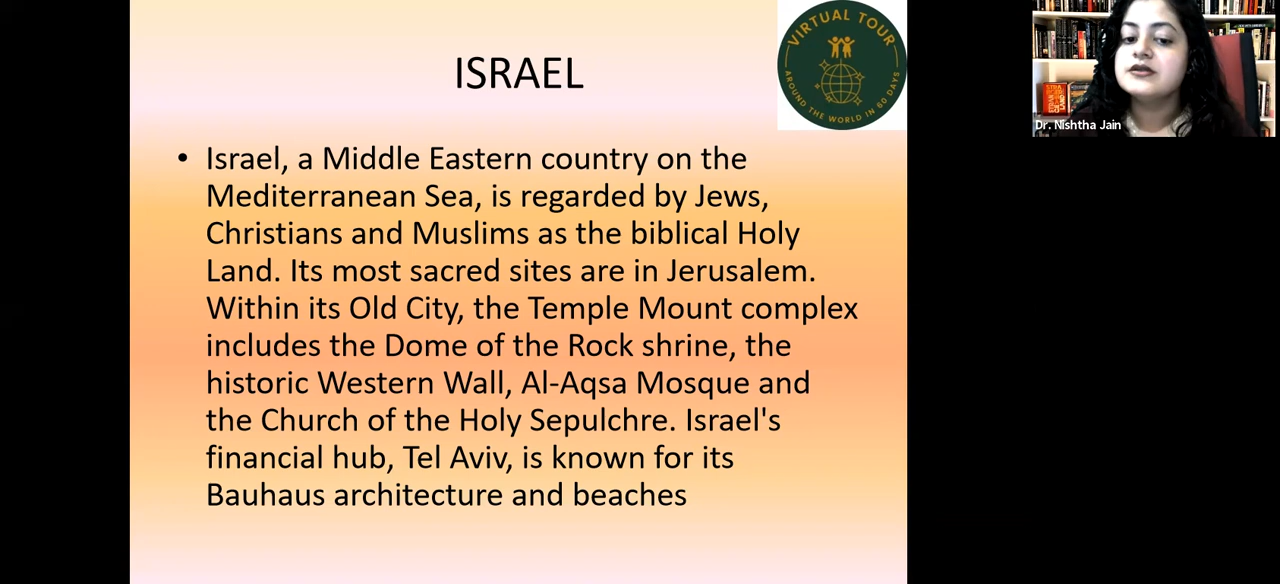 ISRAEL
VIRTUAL TOUR
AROUND THE WORLD IN 80 DAYS
• Israel, a Middle Eastern country on the
Mediterranean Sea, is regarded by Jews,
Christians and Muslims as the biblical Holy
Land. Its most sacred sites are in Jerusalem.
Within its Old City, the Temple Mount complex
includes the Dome of the Rock shrine, the
historic Western Wall, Al-Aqsa Mosque and
the Church of the Holy Sepulchre. Israel's
financial hub, Tel Aviv, is known for its
Bauhaus architecture and beaches
Dr. Nishtha Jain